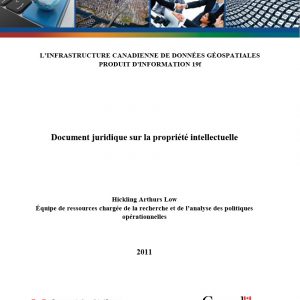 L'INFRASTRUCTURE CANADIENNE DE DONNÉES GÉOSPATIALES
PRODUIT D'INFORMATION 19f
Document juridique sur la propriété intellectuelle
Hickling Arthurs Low
Équipe de ressources chargée de la recherche et de l'analyse des politiques
opérationnelles
2011